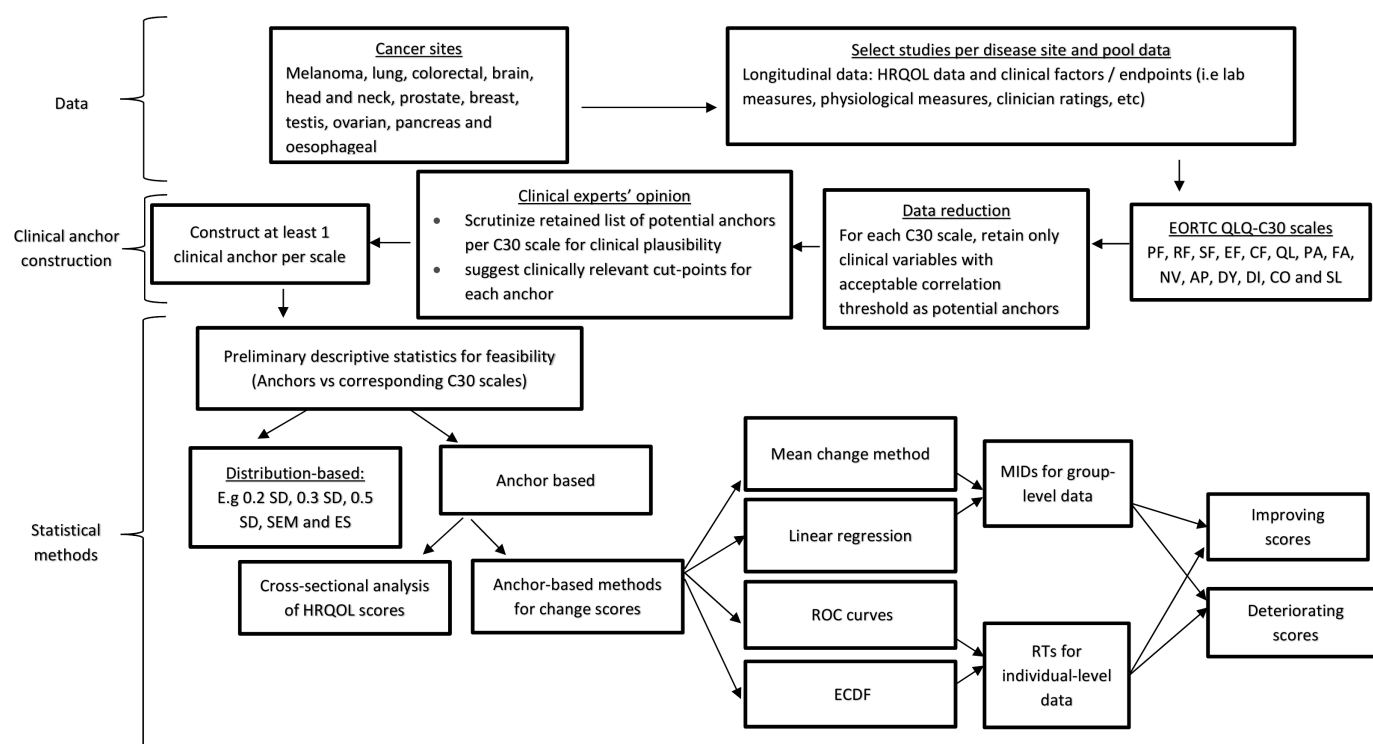 Data
Cancer sites
Melanoma, lung, colorectal, brain,
head and neck, prostate, breast,
testis, ovarian, pancreas and
oesophageal
Select studies per disease site and pool data
Longitudinal data: HRQOL data and clinical factors / endpoints (i.e lab
measures, physiological measures, clinician ratings, etc)
Clinical anchor
construction
EORTC QLQ-C30 scales
PF, RF, SF, EF, CF, QL, PA, FA,
NV, AP, DY, DI, CO and SL
Data reduction
For each C30 scale, retain only
clinical variables with
acceptable correlation
threshold as potential anchors
Clinical experts’ opinion
• Scrutinize retained list of potential anchors
per C30 scale for clinical plausibility
• suggest clinically relevant cut-points for
each anchor
Construct at least 1
clinical anchor per scale
Statistical
methods
Preliminary descriptive statistics for feasibility
(Anchors vs corresponding C30 scales)
Distribution-based:
E.g 0.2 SD, 0.3 SD, 0.5
SD, SEM and ES
Anchor based
Cross-sectional analysis
of HRQOL scores
Anchor-based methods
for change scores
Mean change method
Linear regression
ROC curves
ECDF
MIDs for group-
level data
RTs for
individual-level
data
Improving
scores
Deteriorating
scores